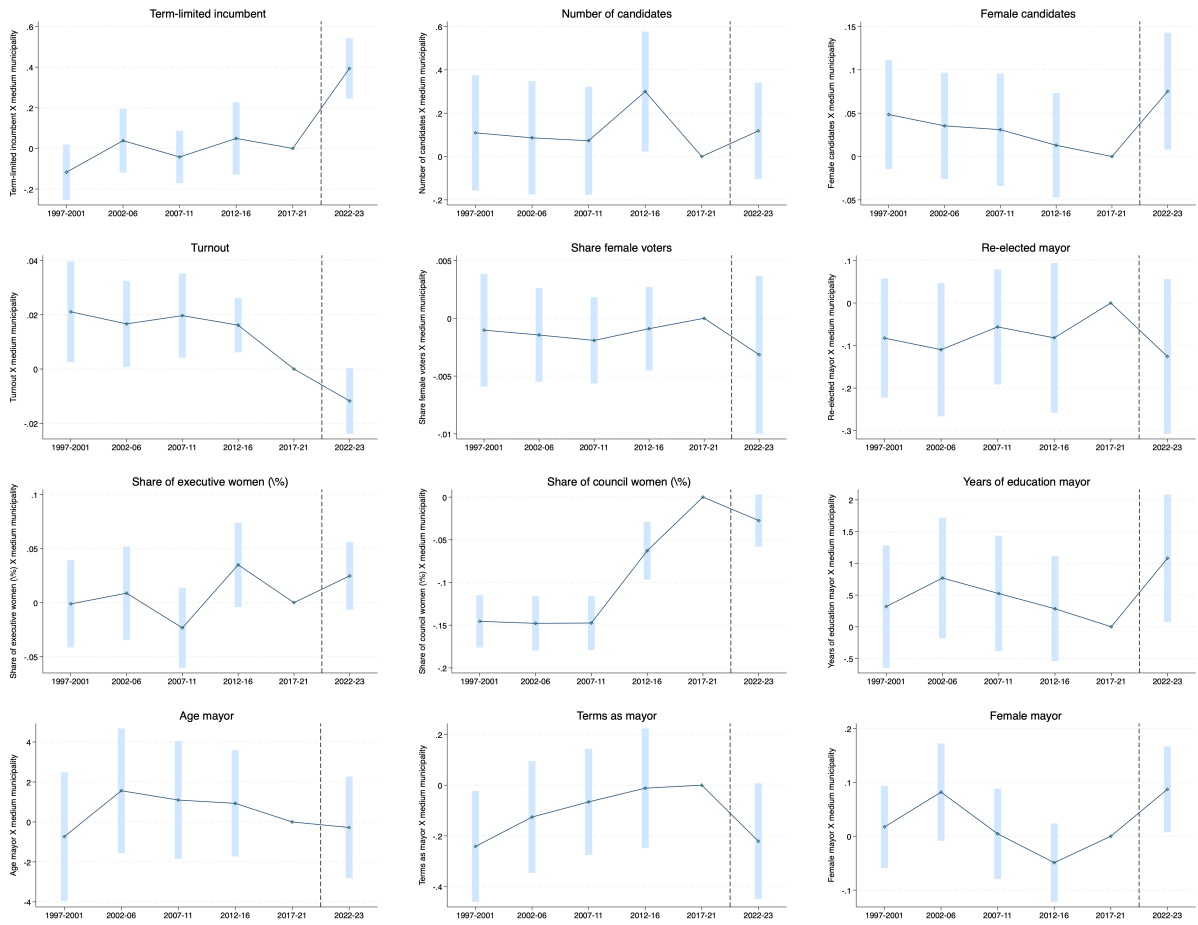 Term-limited incumbent
Term-limited incumbent X medium municipality
.6
.4
.2
0
-.2
1997-2001 2002-06 2007-11 2012-16 2017-21 2022-23
Number of candidates
Number of candidates X medium municipality
.6
.4
.2
0
-.2
1997-2001 2002-06 2007-11 2012-16 2017-21 2022-23
Female candidates
Female candidates X medium municipality
.15
.1
.05
0
-.05
1997-2001 2002-06 2007-11 2012-16 2017-21 2022-23
Turnout
Turnout X medium municipality
.04
.02
0
-.02
1997-2001 2002-06 2007-11 2012-16 2017-21 2022-23
Share female voters
Share female voters X medium municipality
.005
0
-.005
-.01
1997-2001 2002-06 2007-11 2012-16 2017-21 2022-23
Re-elected mayor
Re-elected mayor X medium municipality
.1
0
-.1
-.2
-.3
1997-2001 2002-06 2007-11 2012-16 2017-21 2022-23
Share of executive women (\%)
Share of executive women (\%) X medium municipality
.1
.05
0
-.05
1997-2001 2002-06 2007-11 2012-16 2017-21 2022-23
Share of council women (\%)
Share of council women (\%) X medium municipality
0
-.05
-.1
-.15
-.2
1997-2001 2002-06 2007-11 2012-16 2017-21 2022-23
Years of education mayor
Years of education mayor X medium municipality
2
1.5
1
.5
0
-.5
1997-2001 2002-06 2007-11 2012-16 2017-21 2022-23
Age mayor
Age mayor X medium municipality
4
2
0
-2
-4
1997-2001 2002-06 2007-11 2012-16 2017-21 2022-23
Terms as mayor
Terms as mayor X medium municipality
.2
0
-.2
-.4
1997-2001 2002-06 2007-11 2012-16 2017-21 2022-23
Female mayor
Female mayor X medium municipality
.2
.1
0
-.1
1997-2001 2002-06 2007-11 2012-16 2017-21 2022-23